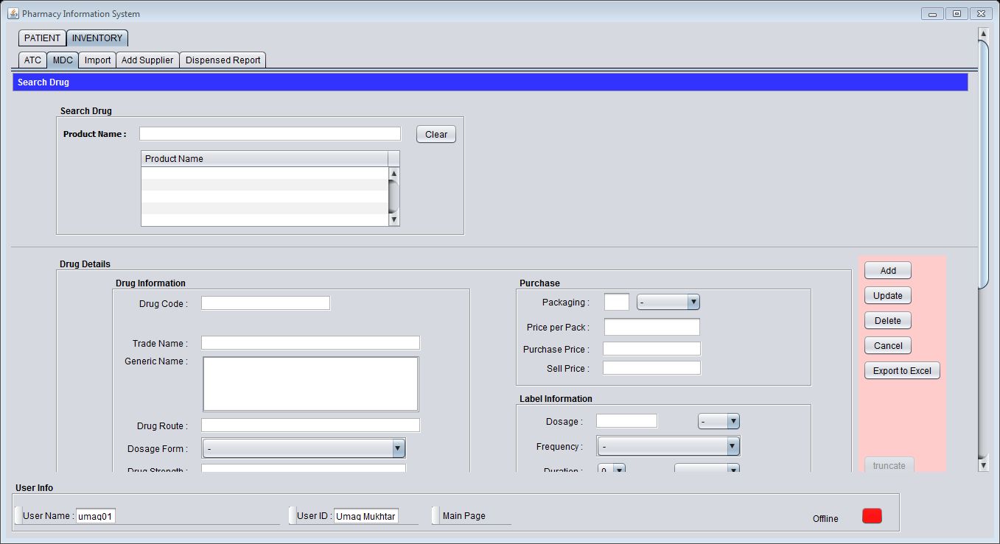 Pharmacy Information System
PATIENT INVENTORY
ATC MDC Import Add Supplier Dispensed Report
Search Drug
Search Drug
Product Name : Clear
Product Name
Drug Details
Drug Information
Drug Code :
Trade Name :
Generic Name :
Drug Route :
Dosage Form : -
Drug Strength :
Purchase
Packaging : -
Price per Pack :
Purchase Price :
Sell Price :
Label Information
Dosage : -
Frequency : -
Duration : 0
Add
Update
Delete
Cancel
Export to Excel
truncate
User Info
User Name : umaq01 User ID : Umaq Mukhtar Main Page Offline